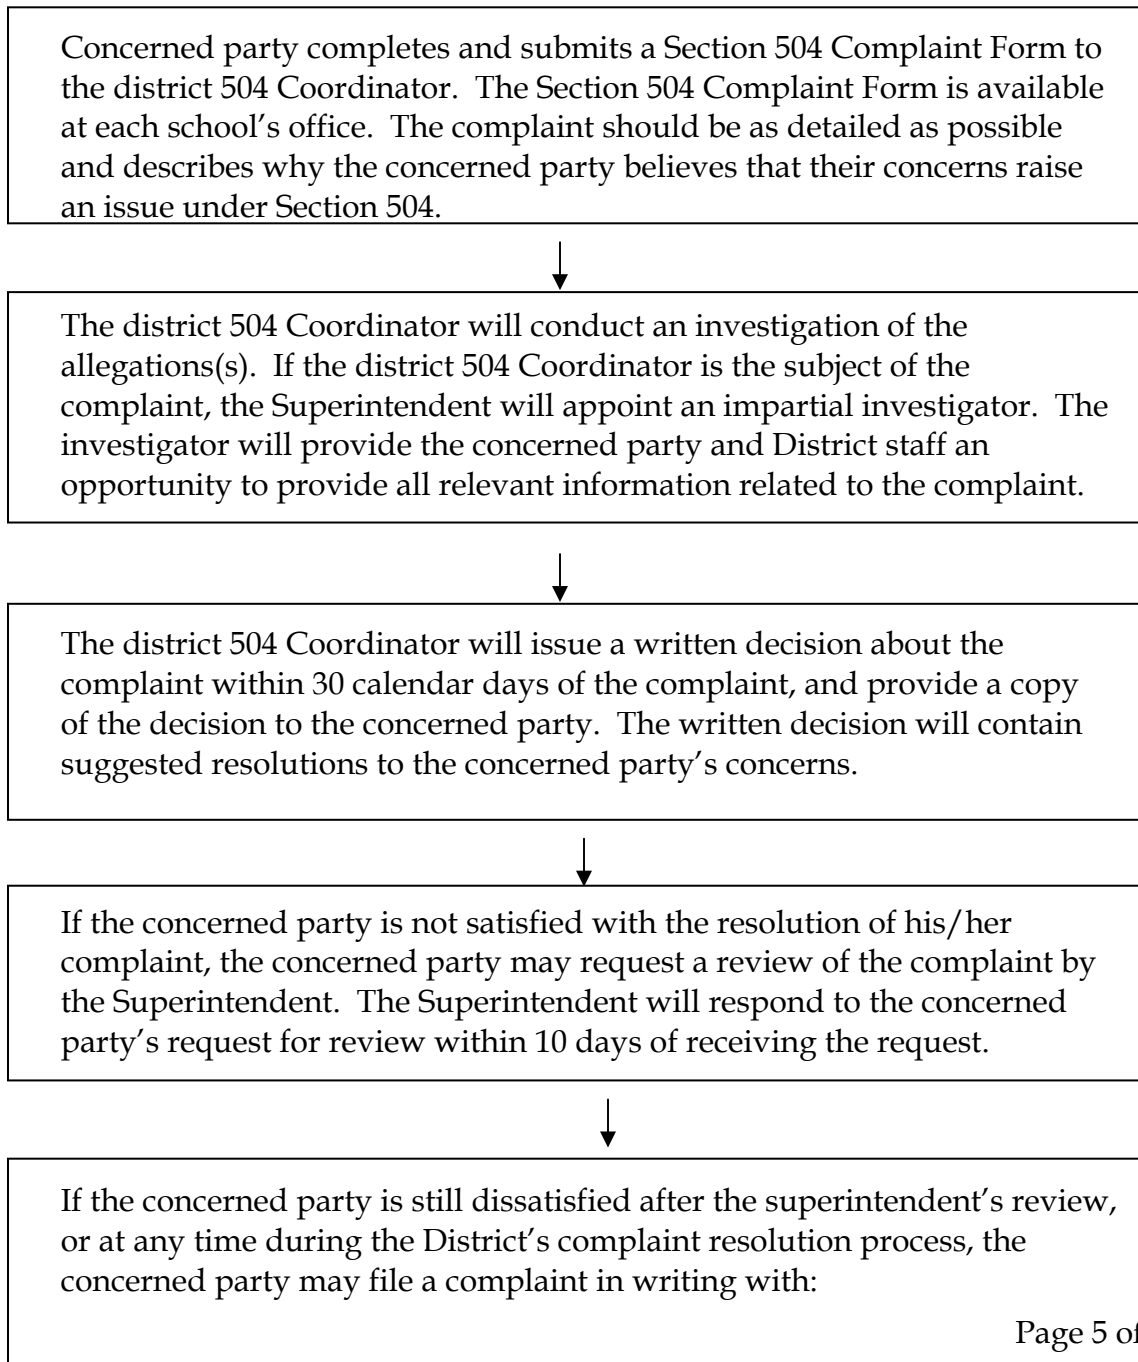 Concerned party completes and submits a Section 504 Complaint Form to
the district 504 Coordinator.  The Section 504 Complaint Form is available
at each school’s office.  The complaint should be as detailed as possible
and describes why the concerned party believes that their concerns raise
an issue under Section 504.
The district 504 Coordinator will conduct an investigation of the
allegations(s).  If the district 504 Coordinator is the subject of the
complaint, the Superintendent will appoint an impartial investigator.  The
investigator will provide the concerned party and District staff an
opportunity to provide all relevant information related to the complaint.
The district 504 Coordinator will issue a written decision about the
complaint within 30 calendar days of the complaint, and provide a copy
of the decision to the concerned party.  The written decision will contain
suggested resolutions to the concerned party’s concerns.
If the concerned party is not satisfied with the resolution of his/her
complaint, the concerned party may request a review of the complaint by
the Superintendent.  The Superintendent will respond to the concerned
party’s request for review within 10 days of receiving the request.
If the concerned party is still dissatisfied after the superintendent’s review,
or at any time during the District’s complaint resolution process, the
concerned party may file a complaint in writing with:
Page 5 of